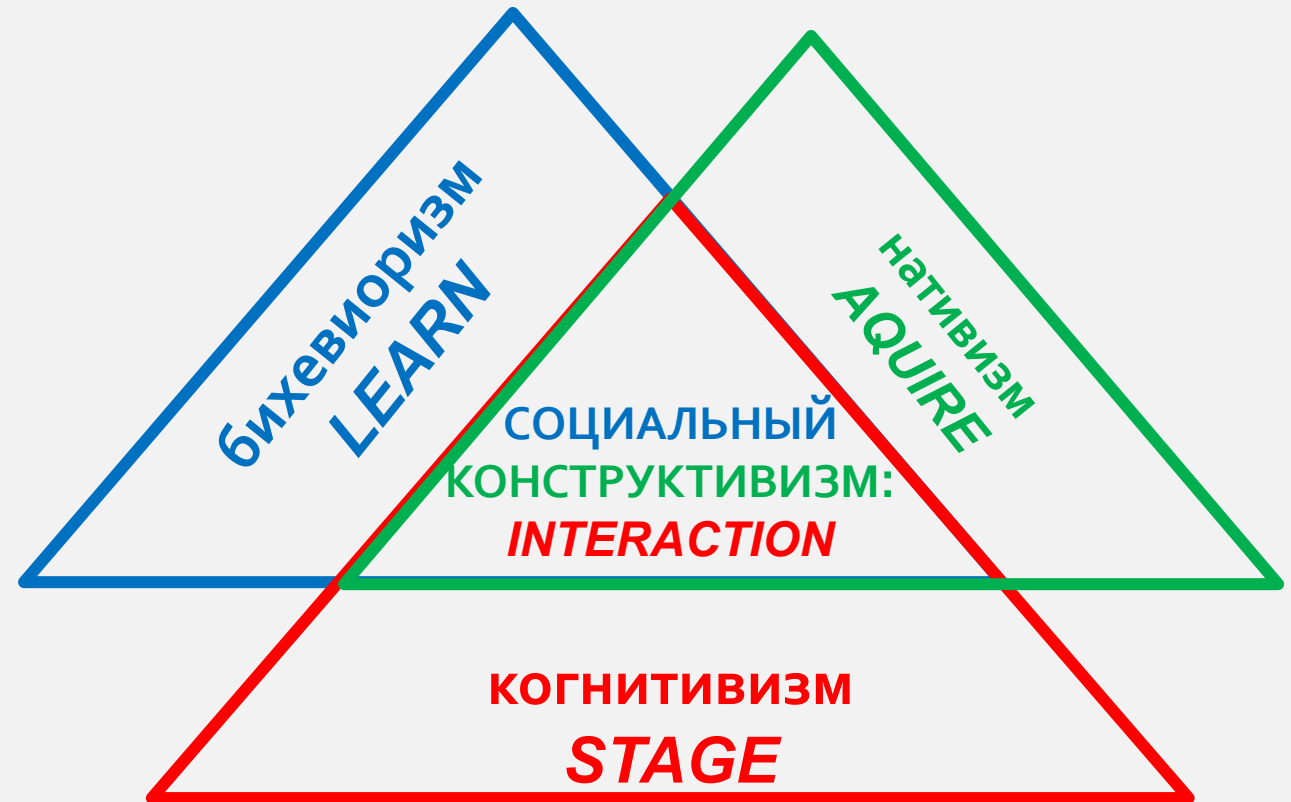 бихевиоризм
LEARN
нативизм
AQUIRE
СОЦИАЛЬНЫЙ
КОНСТРУКТИВИЗМ:
INTERACTION
когнитивизм
STAGE